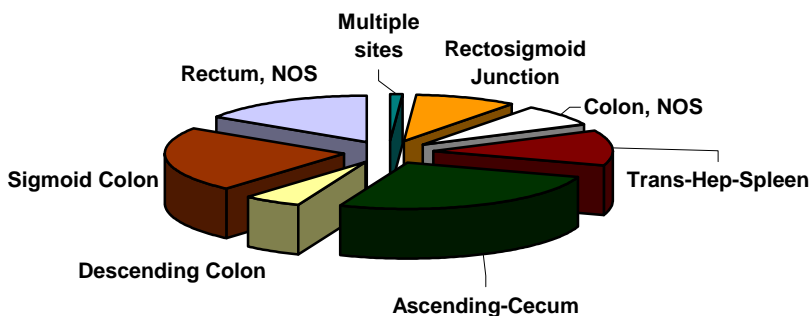 Multiple
sites
Rectosigmoid
Junction
Rectum, NOS
Colon, NOS
Sigmoid Colon
Trans-Hep-Spleen
Descending Colon
Ascending-Cecum